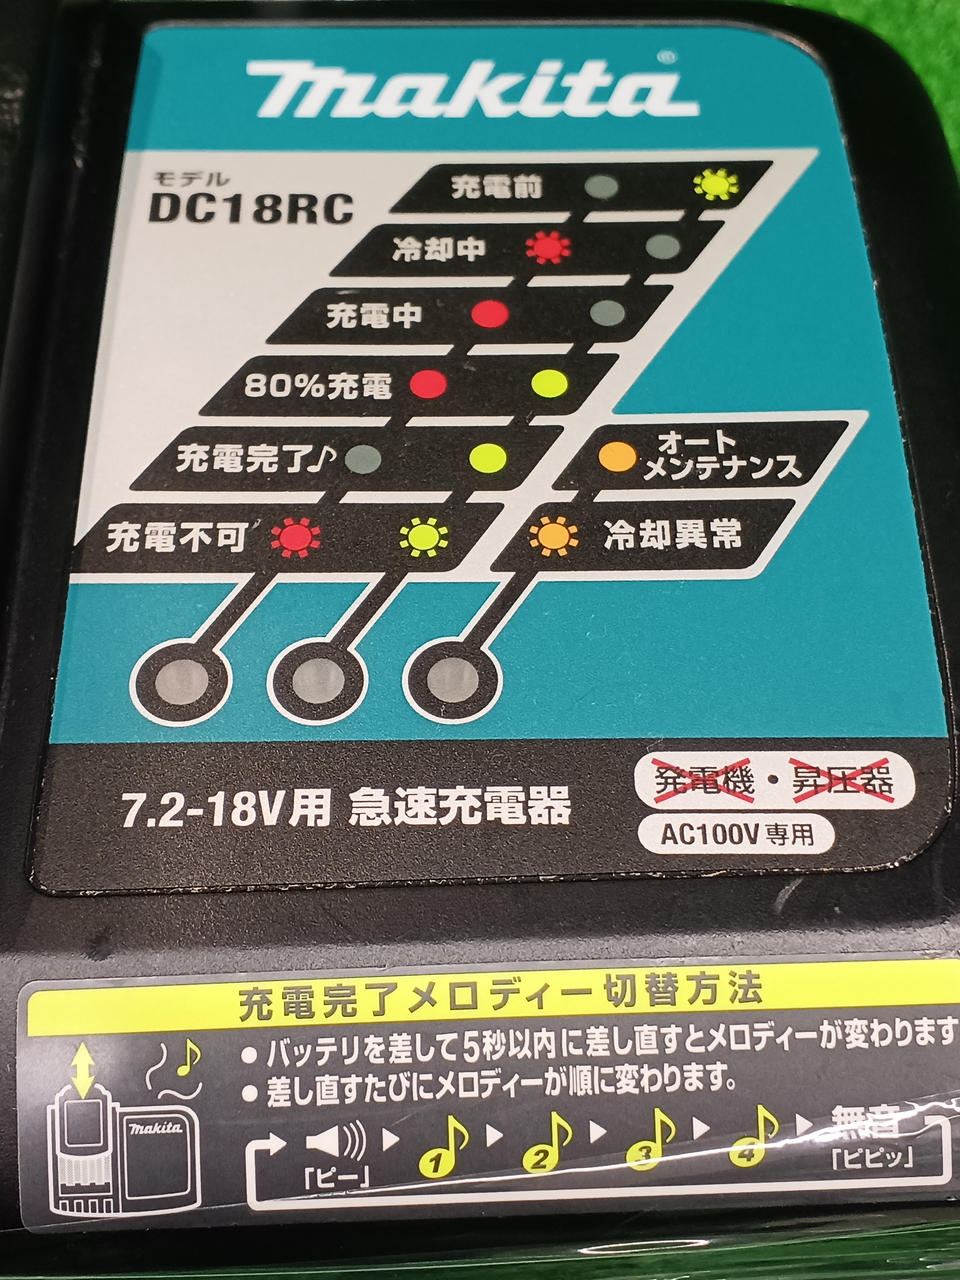 makita®
モデル
DC18RC
充電前
冷却中
充電中
80%充電
充電完了♪
オート
メンテナンス
充電不可
冷却異常
7.2-18V用 急速充電器
発電機・昇圧器
AC100V専用
充電完了メロディー切替方法
●バッテリを差して5秒以内に差し直すとメロディーが変わります
●差し直すたびにメロディーが順に変わります。
makita
「ピー」
1 2 3 4
無音
「ピピッ」